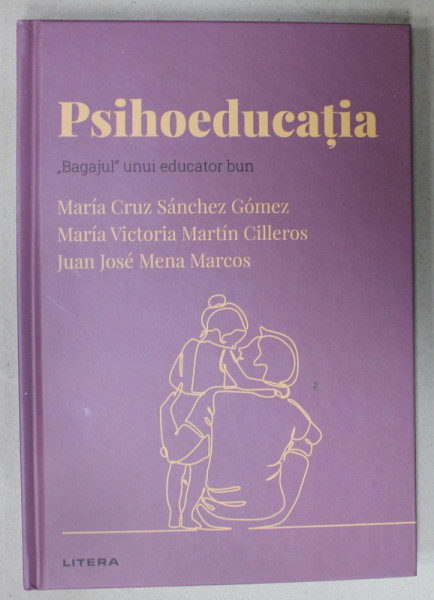 Psihoeducația
„Bagajul” unui educator bun
María Cruz Sánchez Gómez
María Victoria Martín Cilleros
Juan José Mena Marcos
LITERA